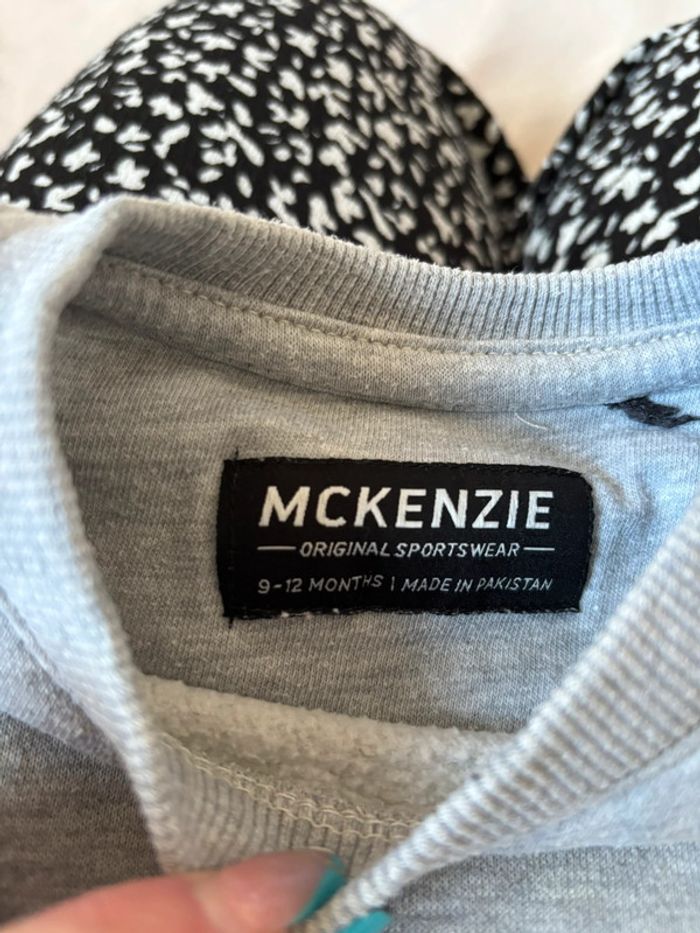 MCKENZIE
ORIGINAL SPORTSWEAR
9-12 MONTHS | MADE IN PAKISTAN